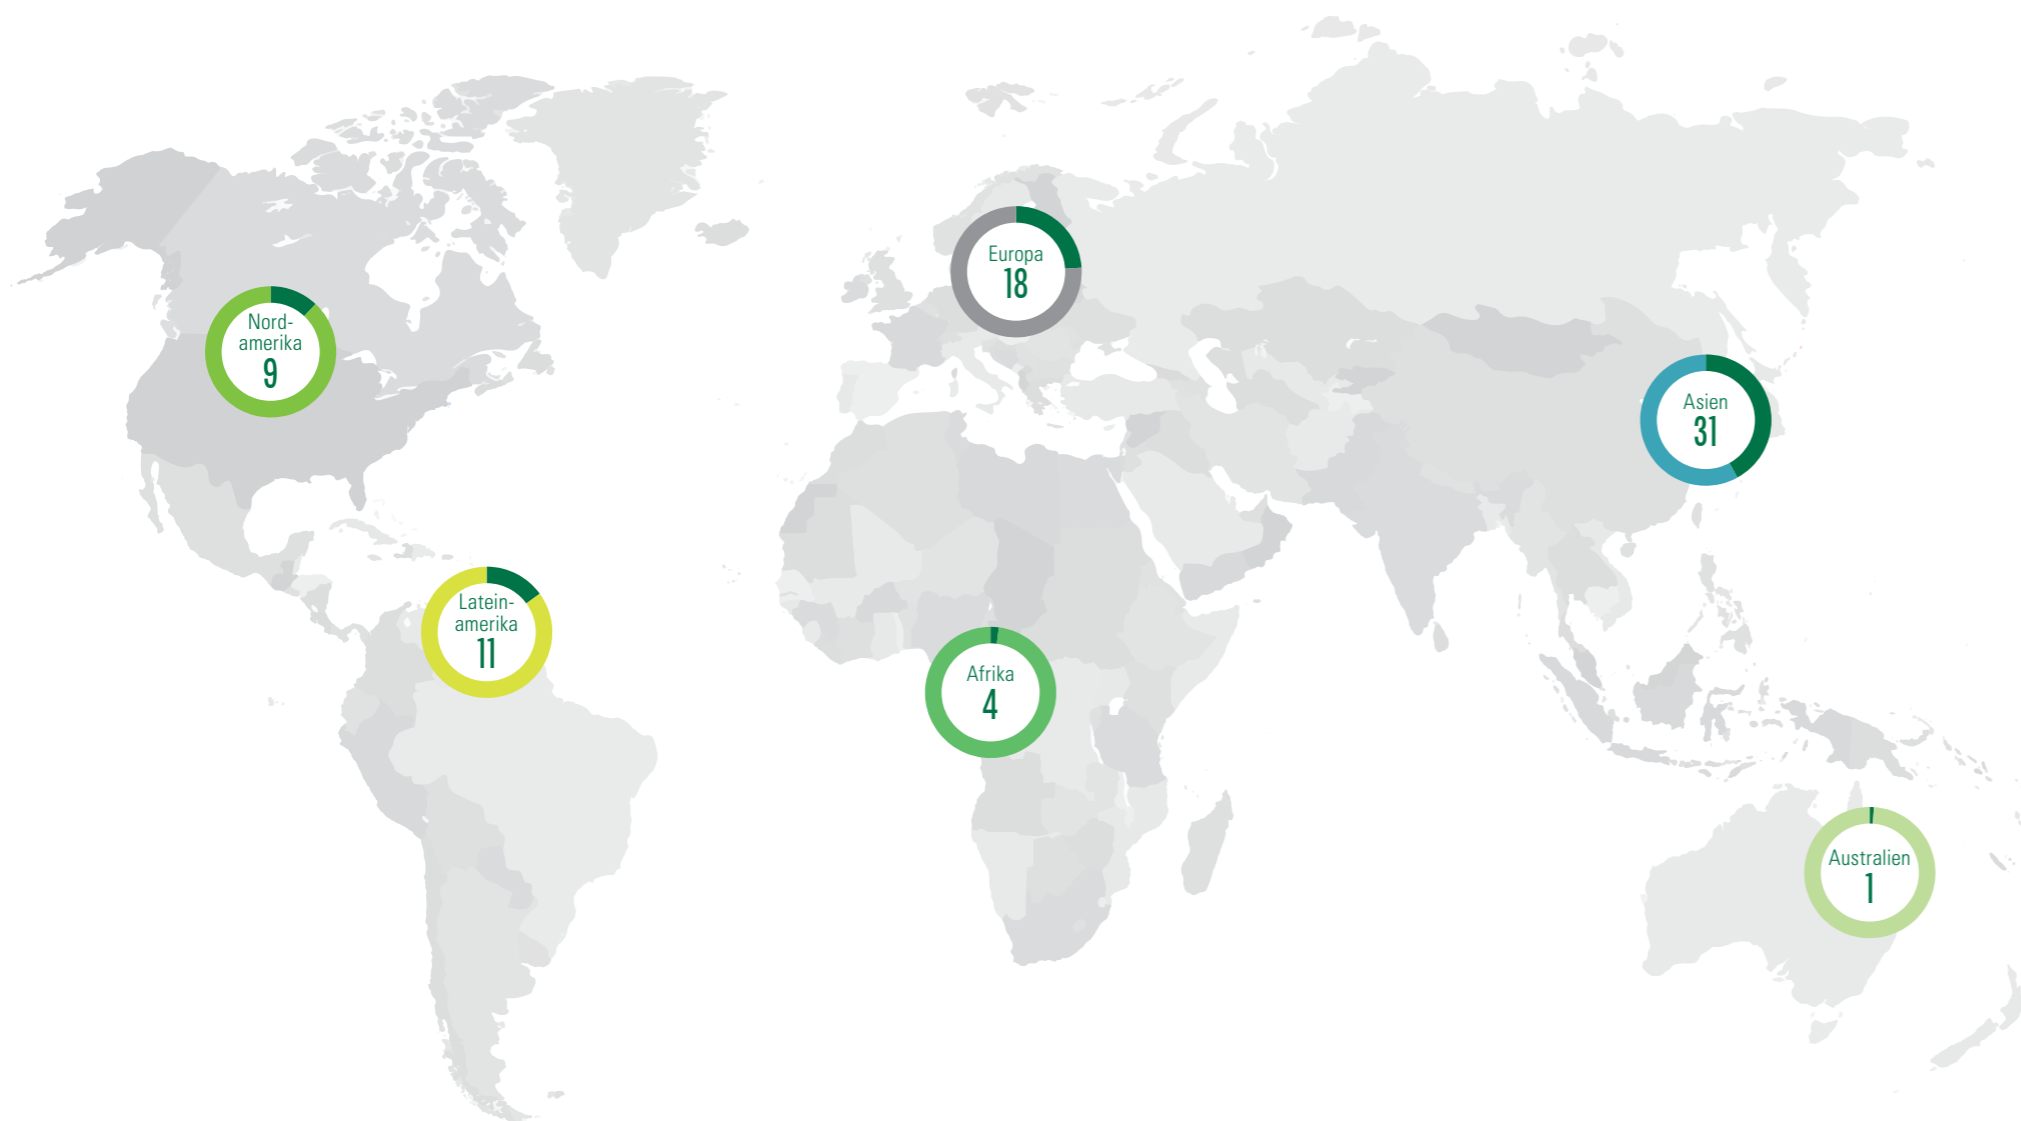 Europa
18
Nord-
amerika
9
Asien
31
Latein-
amerika
11
Afrika
4
Australien
1